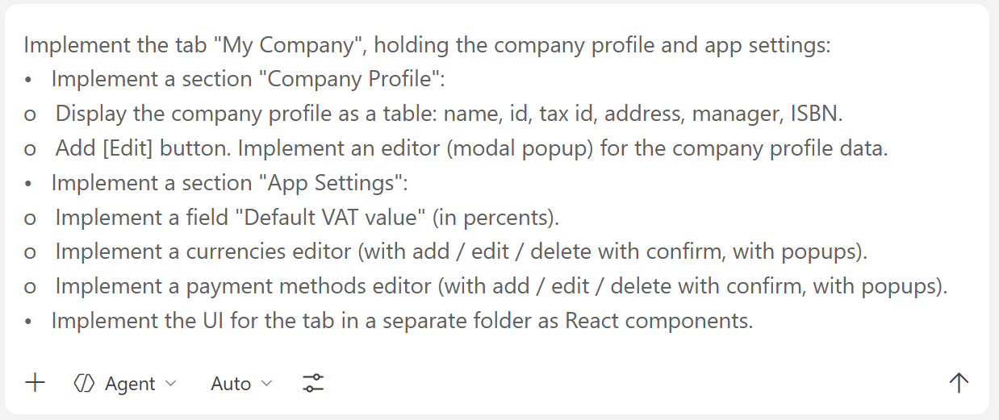 Implement the tab "My Company", holding the company profile and app settings:
• Implement a section "Company Profile":
o Display the company profile as a table: name, id, tax id, address, manager, ISBN.
o Add [Edit] button. Implement an editor (modal popup) for the company profile data.
• Implement a section "App Settings":
o Implement a field "Default VAT value" (in percents).
o Implement a currencies editor (with add / edit / delete with confirm, with popups).
o Implement a payment methods editor (with add / edit / delete with confirm, with popups).
• Implement the UI for the tab in a separate folder as React components.
Agent Auto